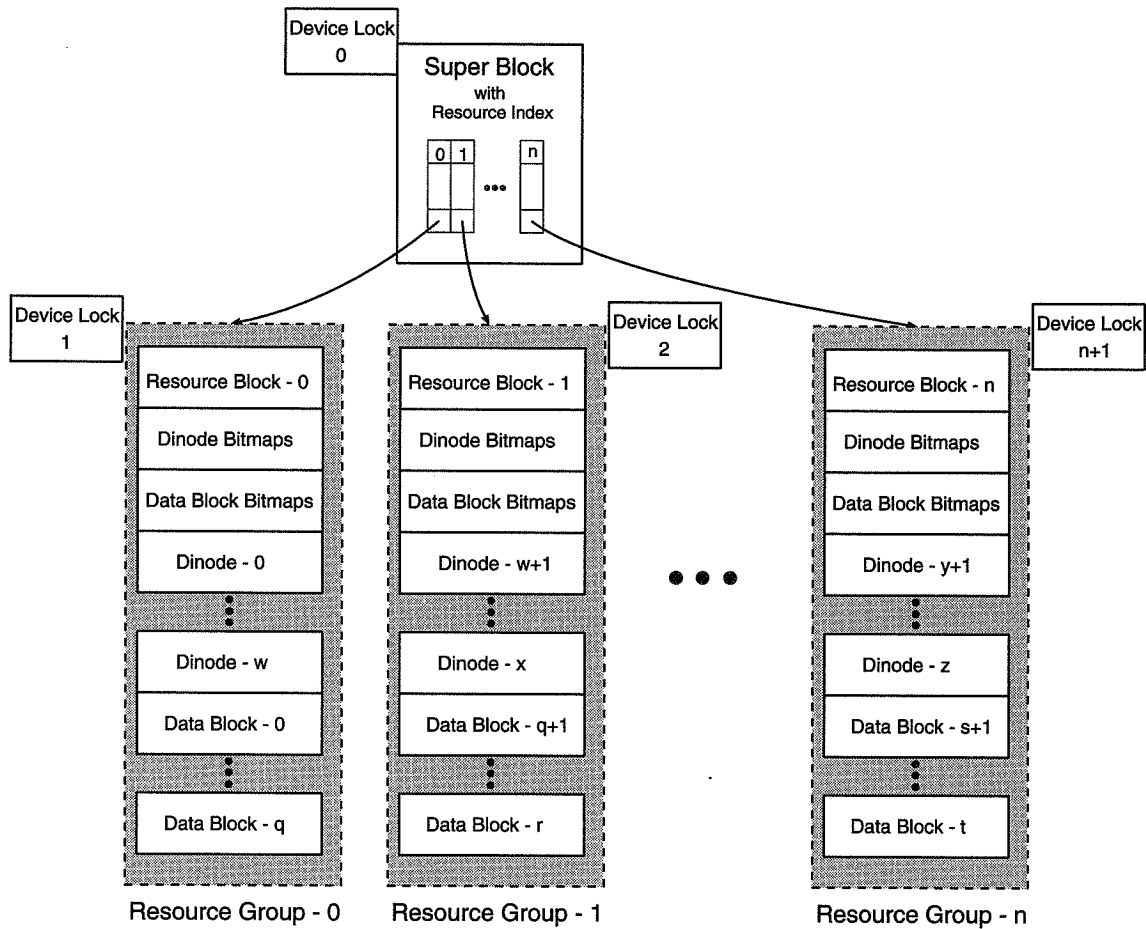 Device Lock
0
Super Block
with
Resource Index
0 1 n
Device Lock
1
Device Lock
2
Device Lock
n+1
Resource Block - 0
Dinode Bitmaps
Data Block Bitmaps
Dinode - 0
Dinode - w
Data Block - 0
Data Block - q
Resource Group - 0
Resource Block - 1
Dinode Bitmaps
Data Block Bitmaps
Dinode - w+1
Dinode - x
Data Block - q+1
Data Block - r
Resource Group - 1
Resource Block - n
Dinode Bitmaps
Data Block Bitmaps
Dinode - y+1
Dinode - z
Data Block - s+1
Data Block - t
Resource Group - n